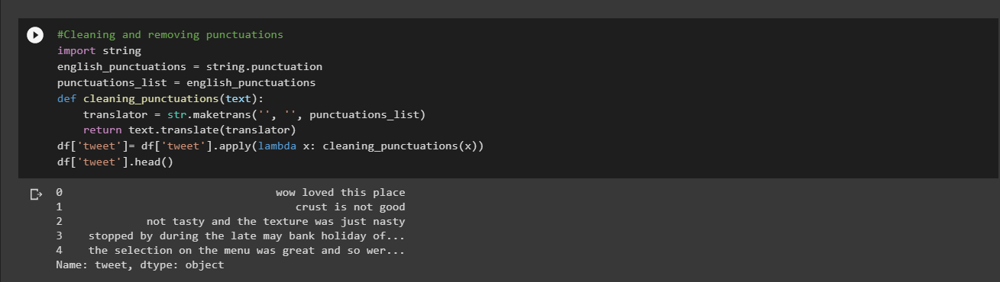 #Cleaning and removing punctuations
import string
english_punctuations = string.punctuation
punctuations_list = english_punctuations
def cleaning_punctuations(text):
    translator = str.maketrans('', '', punctuations_list)
    return text.translate(translator)
df['tweet']= df['tweet'].apply(lambda x: cleaning_punctuations(x))
df['tweet'].head()
0                                 wow loved this place
1                                    crust is not good
2             not tasty and the texture was just nasty
3    stopped by during the late may bank holiday of...
4    the selection on the menu was great and so wer...
Name: tweet, dtype: object